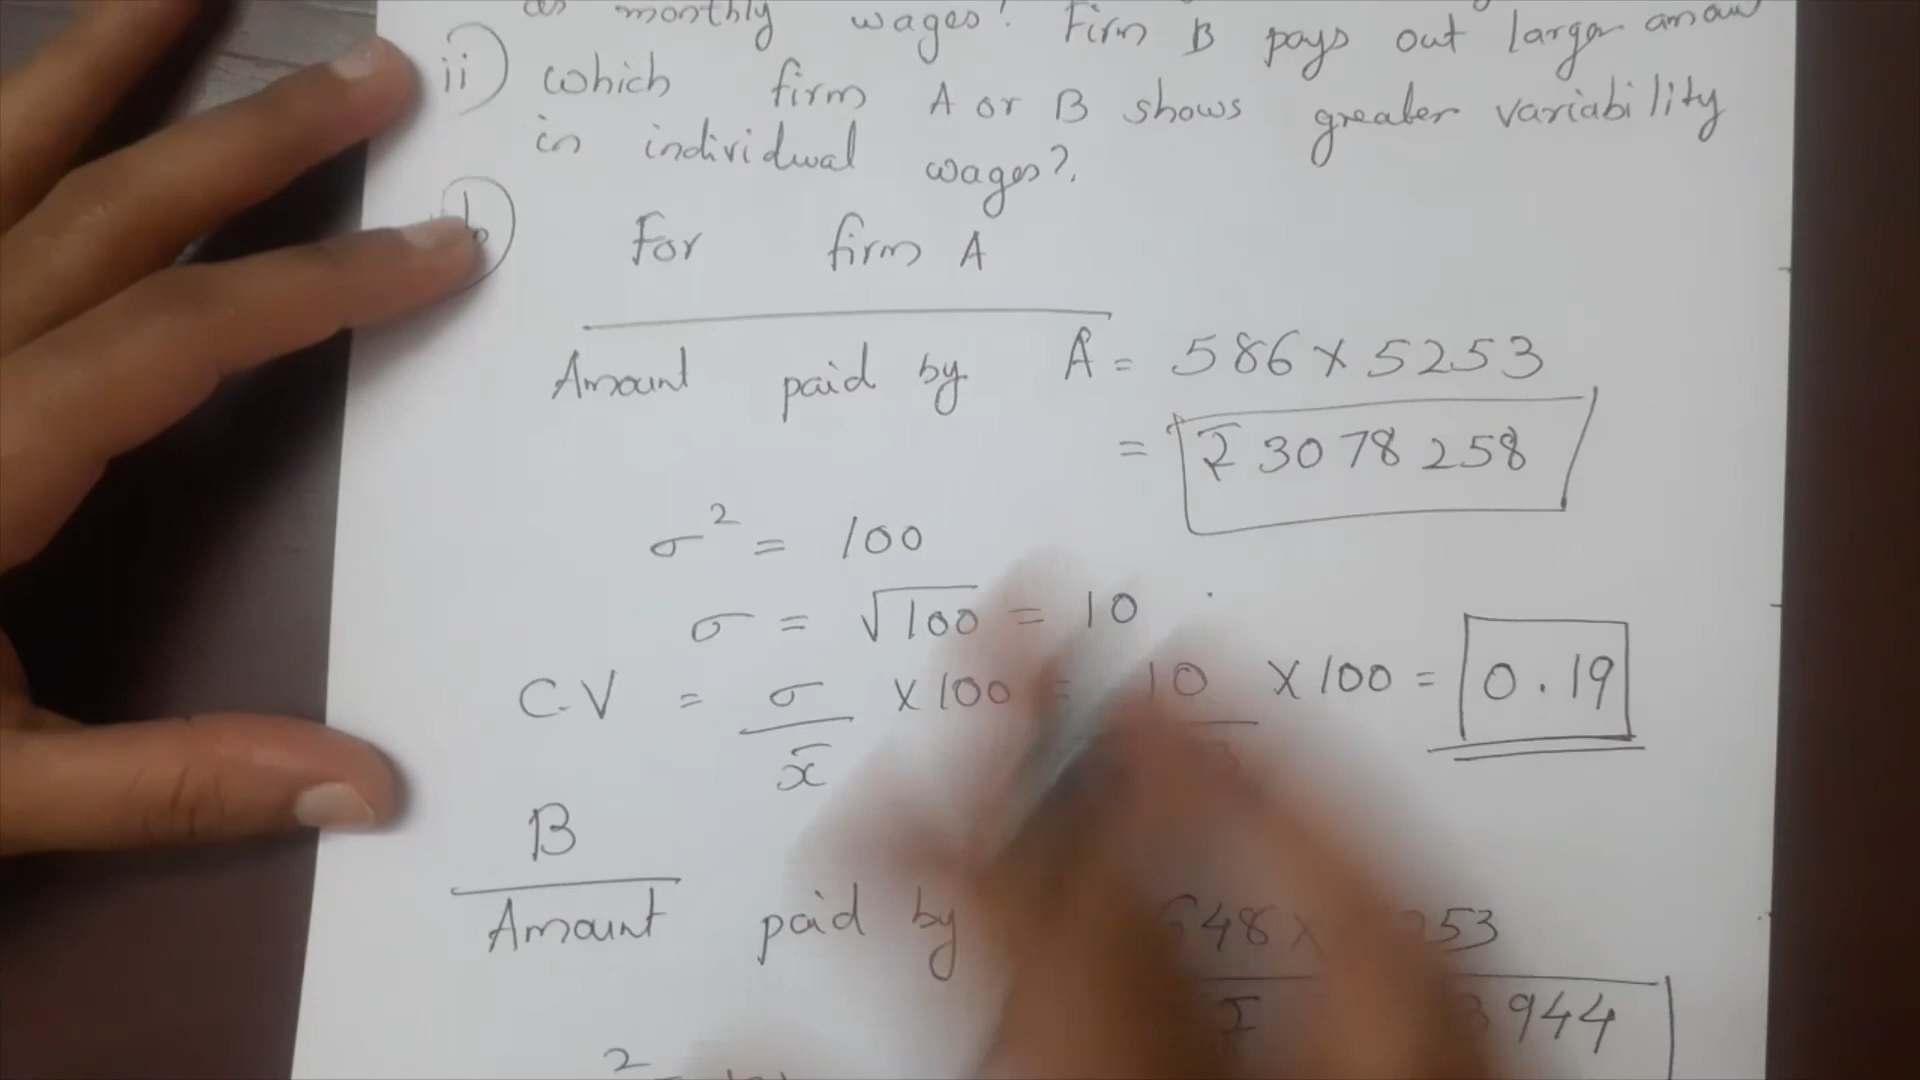 monthly wages? Firm B pays out larger
ii) which firm A or B shows greater variability
in individual wages?.
For firm A
Amount paid by A = 586 x 5253
= ₹ 3078258
σ² = 100
σ = √100 = 10
C.V = σ/x̄ x 100 = 10 x 100 = 0.19
B
Amount paid by 648 x 53
944
2